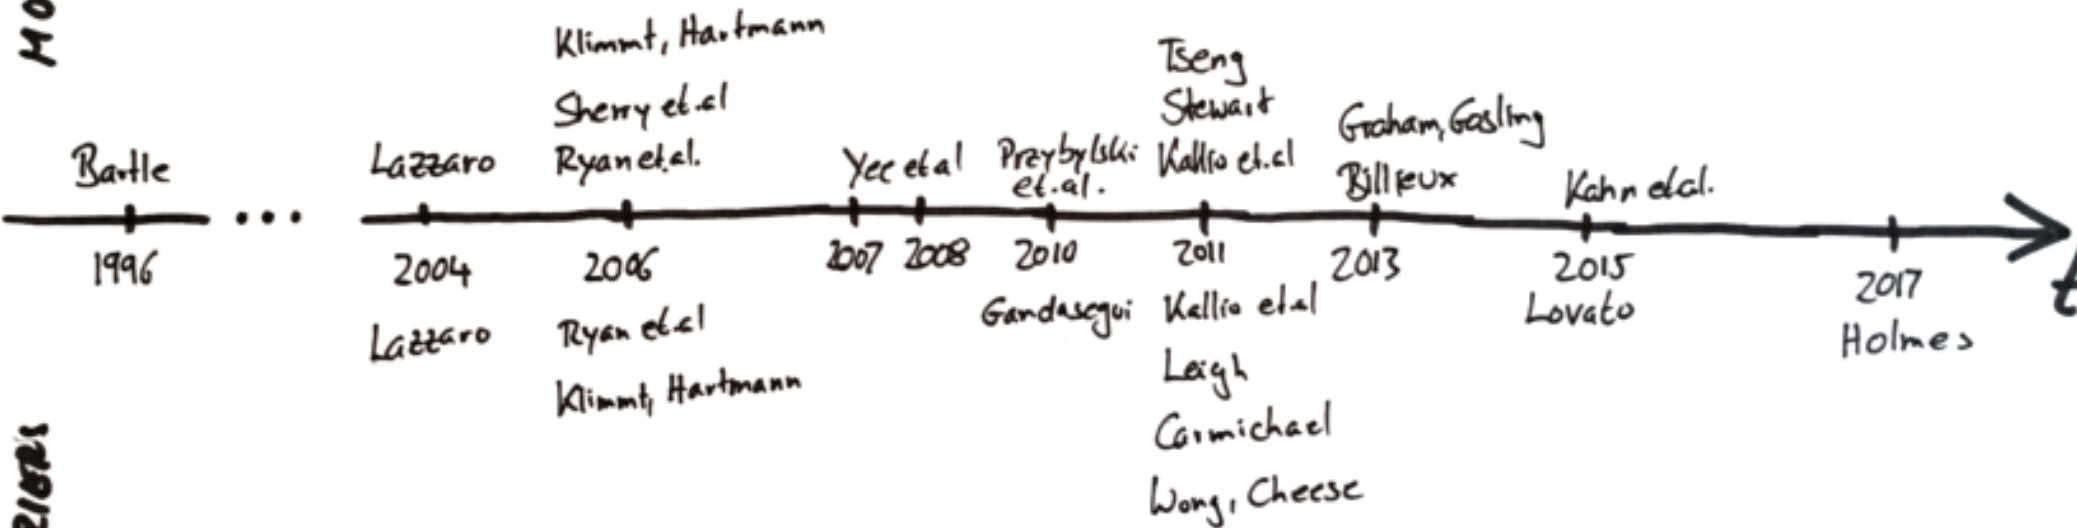 MO
Klimmt, Hartmann
Sherry et.al
Ryan et.al.
Tseng
Stewart
Kallio et.al
Graham, Gosling
Billieux
Bartle
Lazzaro
Yee et al
Przybylski
et.al.
Kahn et al.
...
1996
2004
2006
2007
2008
2010
2011
2013
2015
2017
t
Lazzaro
Ryan et.al
Klimmt, Hartmann
Gandasegui
Kallio et.al
Leigh
Carmichael
Wong, Cheese
Lovato
Holmes
RIERS